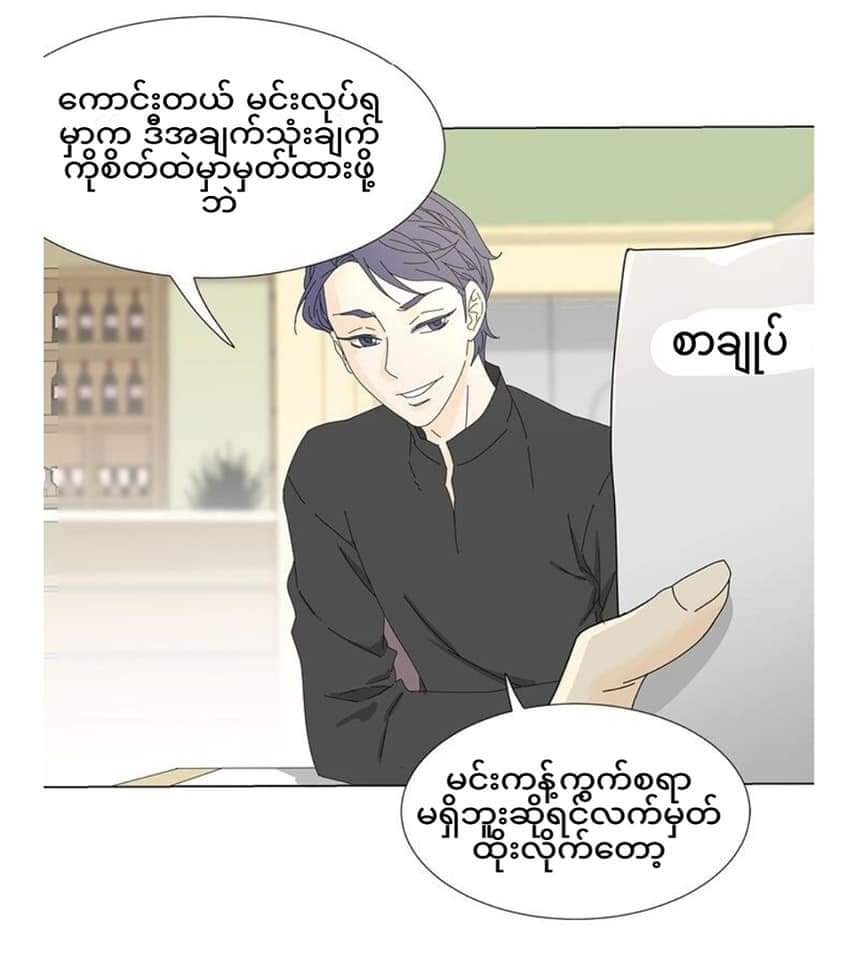 ကောင်းတယ် မင်းလုပ်ရ
မှာက ဒီအချက်သုံးချက်
ကိုစိတ်ထဲမှာမှတ်ထားဖို့
ဘဲ
စာချုပ်
မင်းကန့်ကွက်စရာ
မရှိဘူးဆိုရင်လက်မှတ်
ထိုးလိုက်တော့